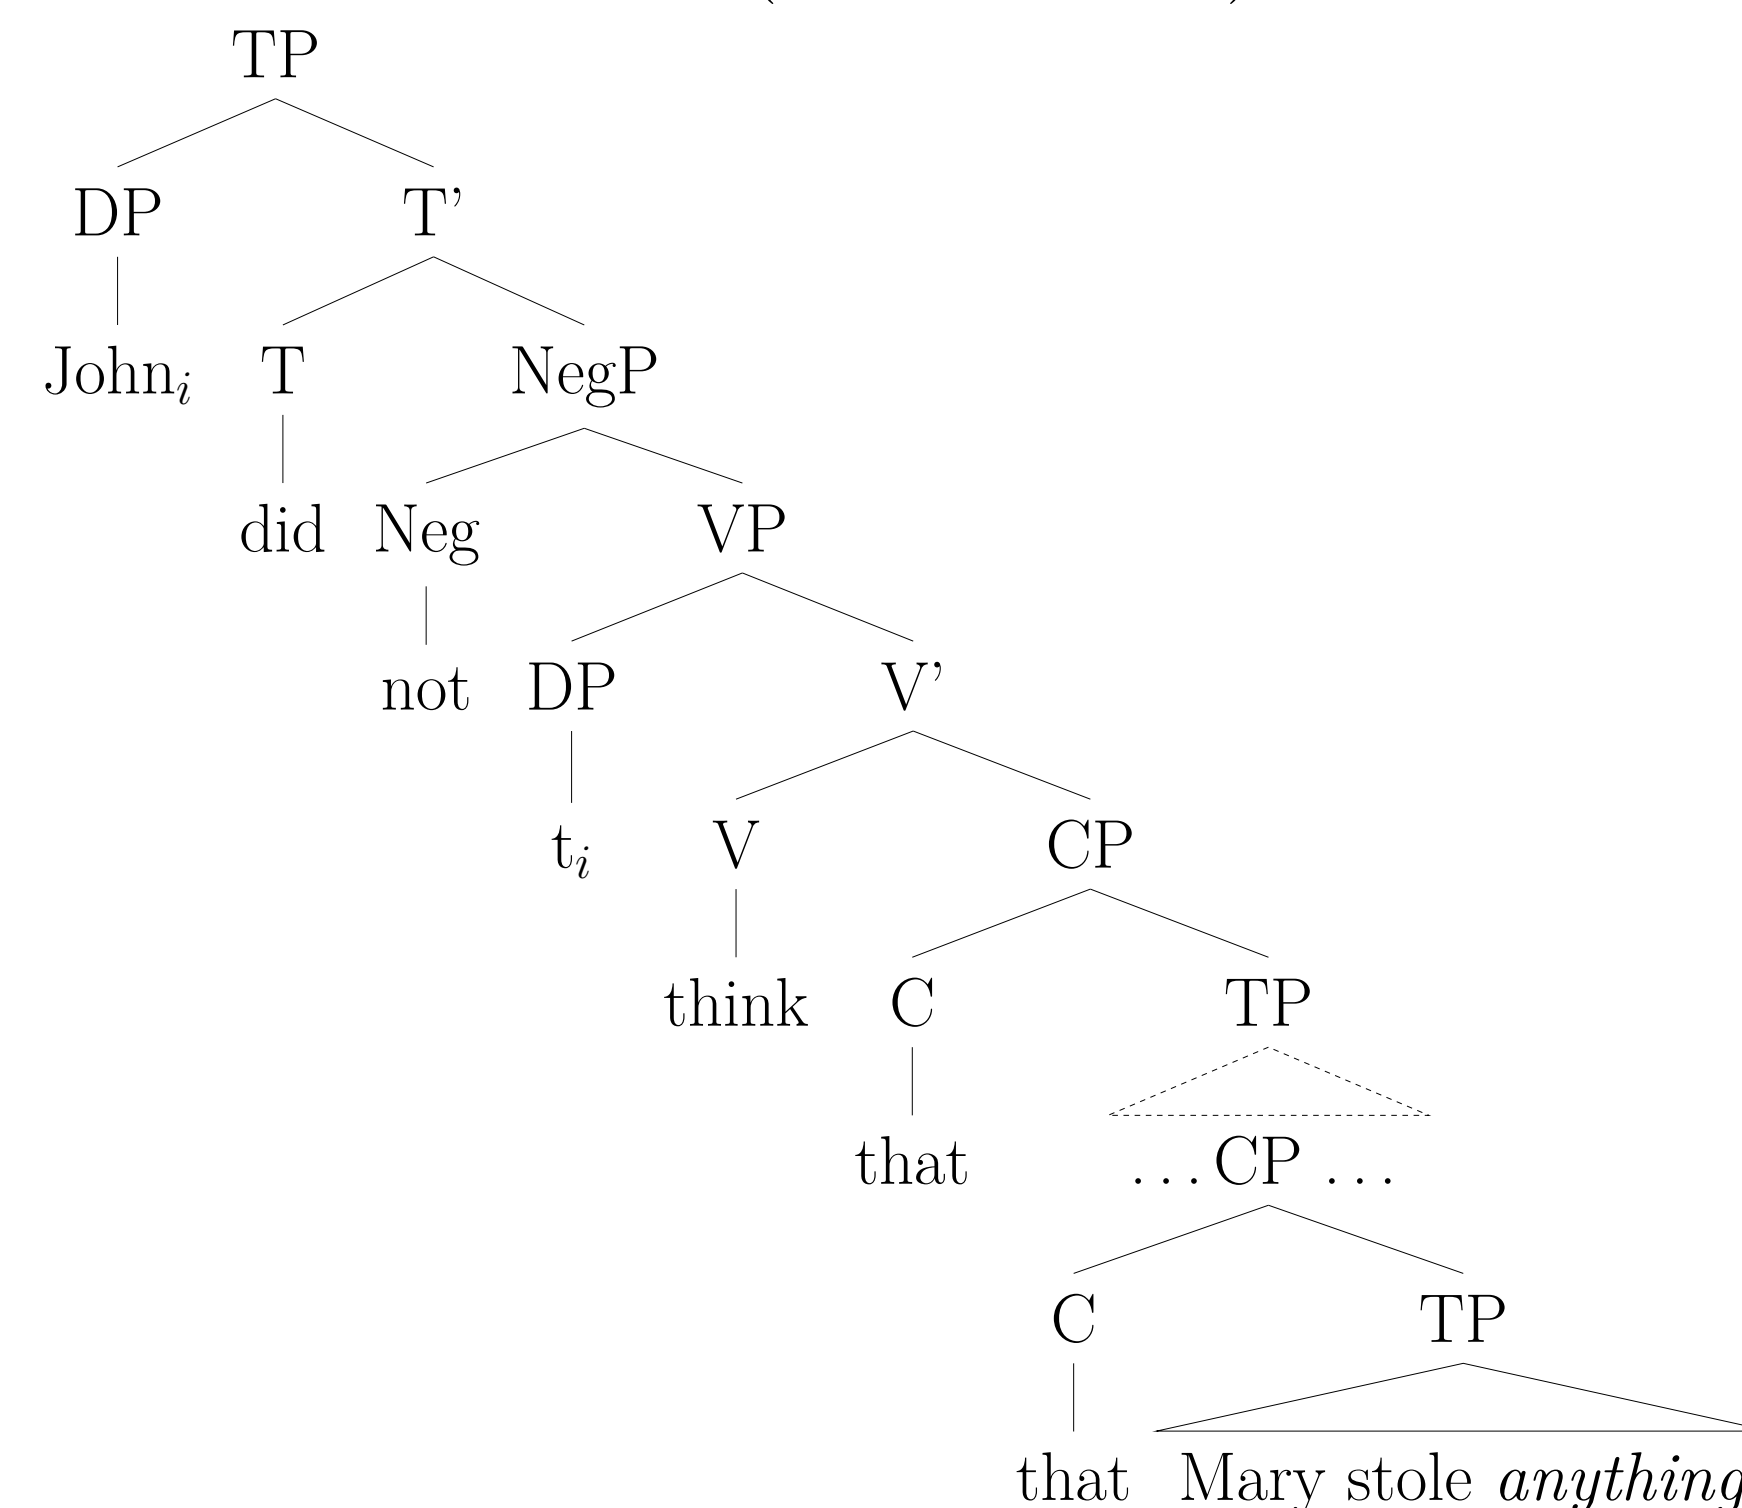 TP
DP T’
John_i T NegP
did Neg VP
not DP V’
t_i V CP
think C TP
that …CP …
C TP
that Mary stole anything